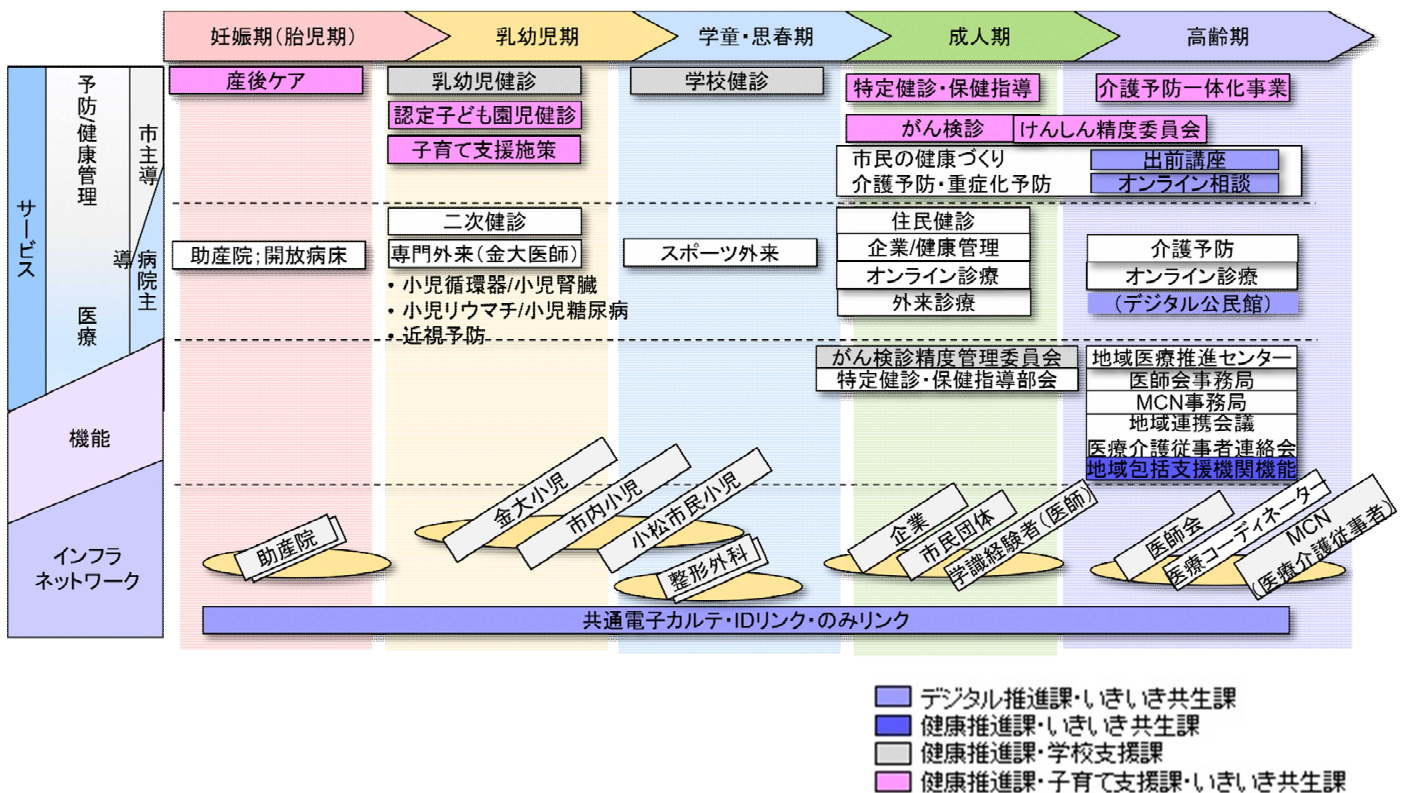 妊娠期（胎児期）
乳幼児期
学童・思春期
成人期
高齢期
サービス
予防/健康管理
医療
市主導
病院主導
機能
インフラ
ネットワーク
産後ケア
乳幼児健診
認定子ども園児健診
子育て支援施策
学校健診
特定健診・保健指導
がん検診
けんしん精度委員会
介護予防一体化事業
市民の健康づくり
介護予防・重症化予防
出前講座
オンライン相談
助産院;開放病床
二次健診
専門外来（金大医師）
・小児循環器/小児腎臓
・小児リウマチ/小児糖尿病
・近視予防
スポーツ外来
住民健診
企業/健康管理
オンライン診療
外来診療
介護予防
オンライン診療
（デジタル公民館）
がん検診精度管理委員会
特定健診・保健指導部会
地域医療推進センター
医師会事務局
MCN事務局
地域連携会議
医療介護従事者連絡会
地域包括支援機関機能
助産院
金大小児
市内小児
小松市民小児
整形外科
企業
市民団体
学識経験者（医師）
医師会
医療コーディネーター
MCN
（医療介護従事者）
共通電子カルテ・IDリンク・のみリンク
デジタル推進課・いきいき共生課
健康推進課・いきいき共生課
健康推進課・学校支援課
健康推進課・子育て支援課・いきいき共生課